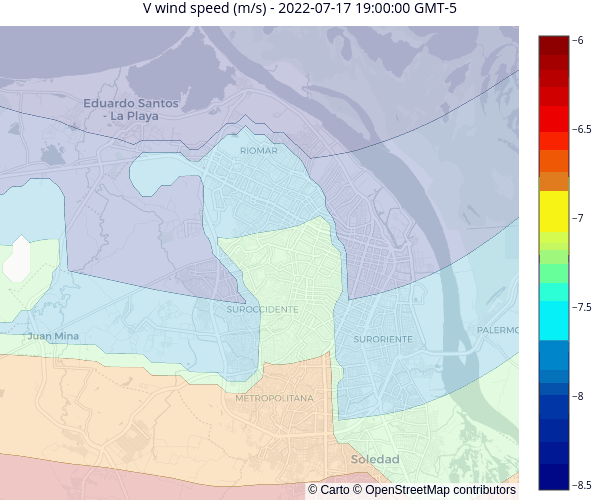 V wind speed (m/s) - 2022-07-17 19:00:00 GMT-5
−6
Eduardo Santos
- La Playa
−6.5
RIOMAR
−7
−7.5
SUROCCIDENTE
Juan Mina
SURORIENTE
PALERMO
−8
METROPOLITANA
Soledad
−8.5
© Carto © OpenStreetMap contributors